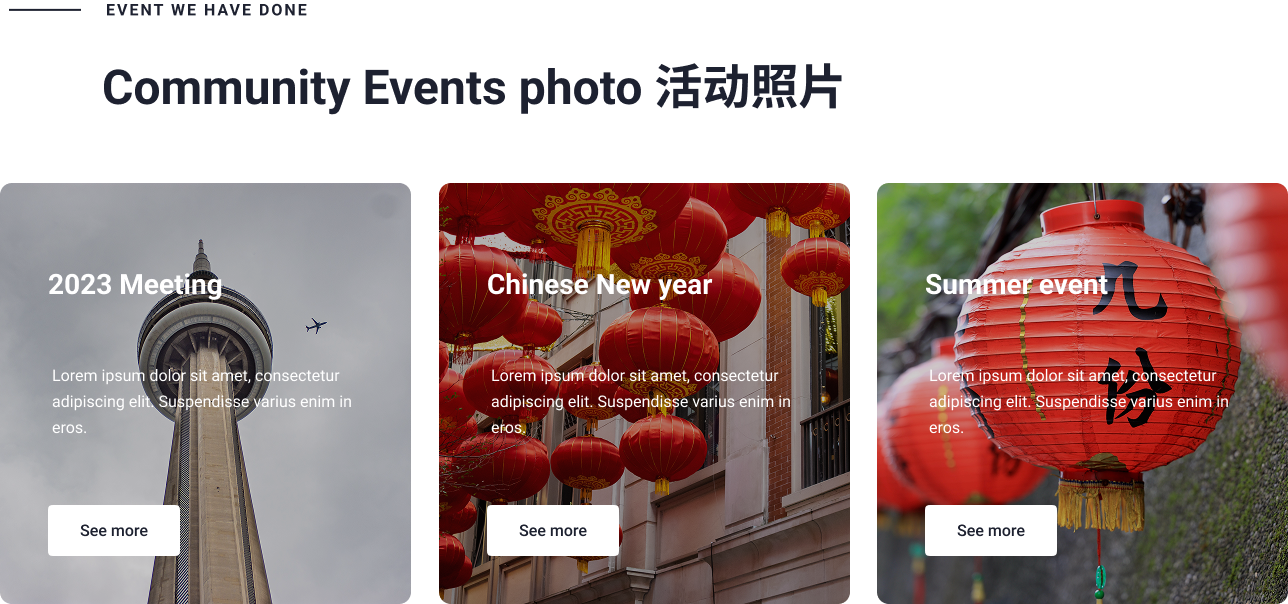 EVENT WE HAVE DONE
Community Events photo 活动照片
2023 Meeting
Lorem ipsum dolor sit amet, consectetur
adipiscing elit. Suspendisse varius enim in
eros.
See more
Chinese New year
Lorem ipsum dolor sit amet, consectetur
adipiscing elit. Suspendisse varius enim in
eros.
See more
Summer event
九份
Lorem ipsum dolor sit amet, consectetur
adipiscing elit. Suspendisse varius enim in
eros.
See more